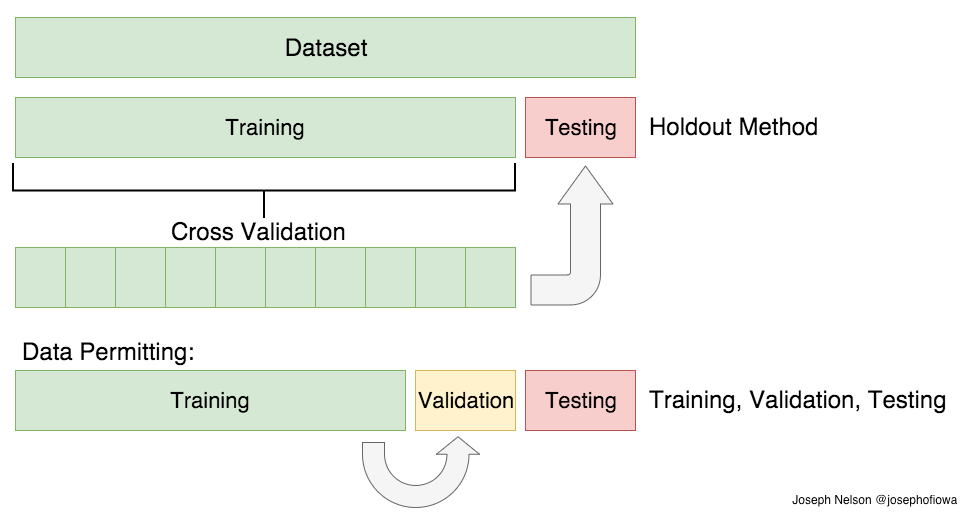 Dataset
Training
Testing
Holdout Method
Cross Validation
Data Permitting:
Training
Validation
Testing
Training, Validation, Testing
Joseph Nelson @josephofiowa